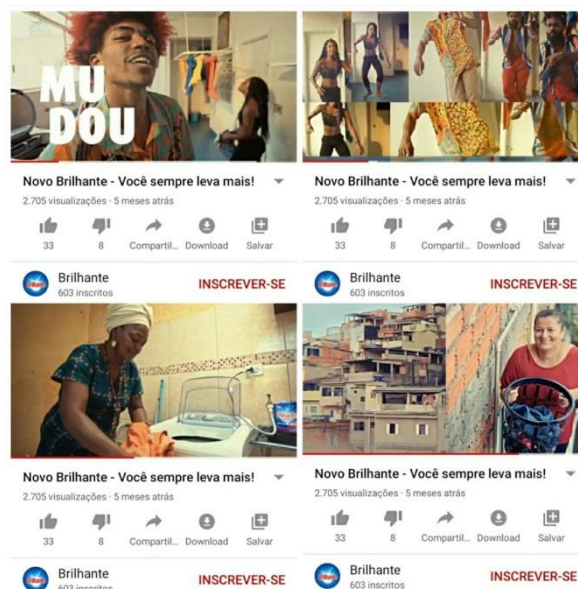 MU
DOU
Novo Brilhante - Você sempre leva mais!
2.705 visualizações · 5 meses atrás
33 8 Compartil... Download Salvar
Brilhante
603 inscritos
INSCREVER-SE
Novo Brilhante - Você sempre leva mais!
2.705 visualizações · 5 meses atrás
33 8 Compartil... Download Salvar
Brilhante
603 inscritos
INSCREVER-SE
Novo Brilhante - Você sempre leva mais!
2.705 visualizações · 5 meses atrás
33 8 Compartil... Download Salvar
Brilhante
603 inscritos
INSCREVER-SE
Novo Brilhante - Você sempre leva mais!
2.705 visualizações · 5 meses atrás
33 8 Compartil... Download Salvar
Brilhante
603 inscritos
INSCREVER-SE